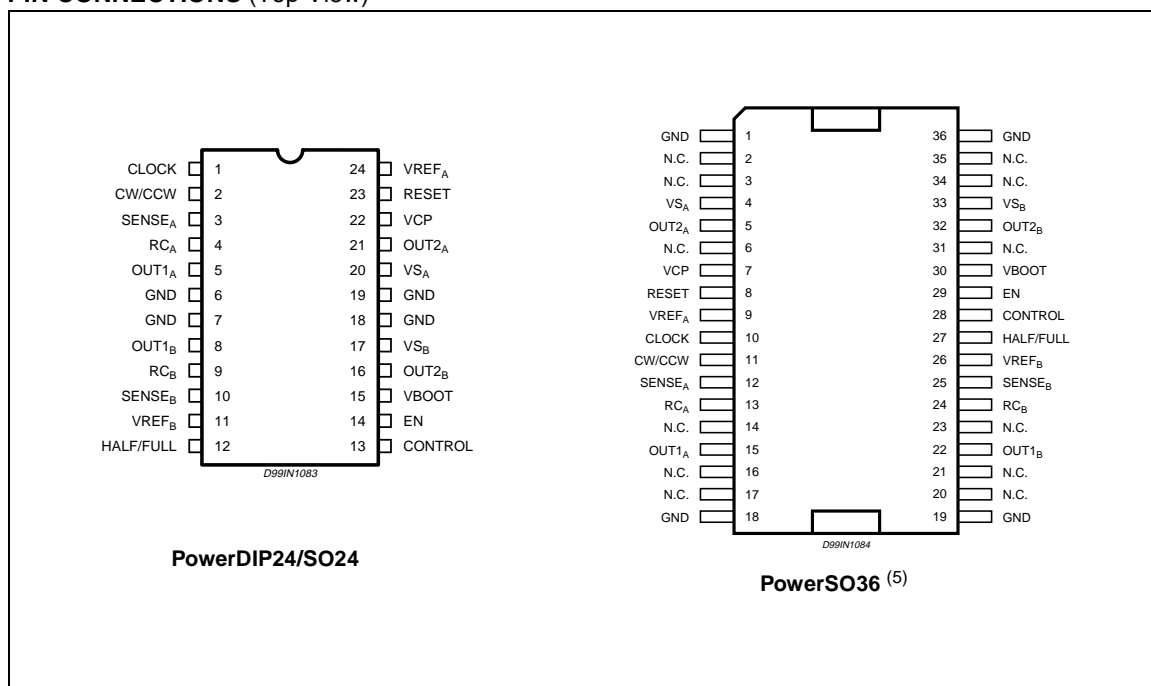 PIN CONNECTIONS (Top View)
CLOCK 1 24 VREFA
CW/CCW 2 23 RESET
SENSEA 3 22 VCP
RCA 4 21 OUT2A
OUT1A 5 20 VSA
GND 6 19 GND
GND 7 18 GND
OUT1B 8 17 VSB
RCB 9 16 OUT2B
SENSEB 10 15 VBOOT
VREFB 11 14 EN
HALF/FULL 12 13 CONTROL
D99IN1083
PowerDIP24/SO24
GND 1 36 GND
N.C. 2 35 N.C.
N.C. 3 34 N.C.
VSA 4 33 VSB
OUT2A 5 32 OUT2B
N.C. 6 31 N.C.
VCP 7 30 VBOOT
RESET 8 29 EN
VREFA 9 28 CONTROL
CLOCK 10 27 HALF/FULL
CW/CCW 11 26 VREFB
SENSEA 12 25 SENSEB
RCA 13 24 RCB
N.C. 14 23 N.C.
OUT1A 15 22 OUT1B
N.C. 16 21 N.C.
N.C. 17 20 N.C.
GND 18 19 GND
D99IN1084
PowerSO36 (5)